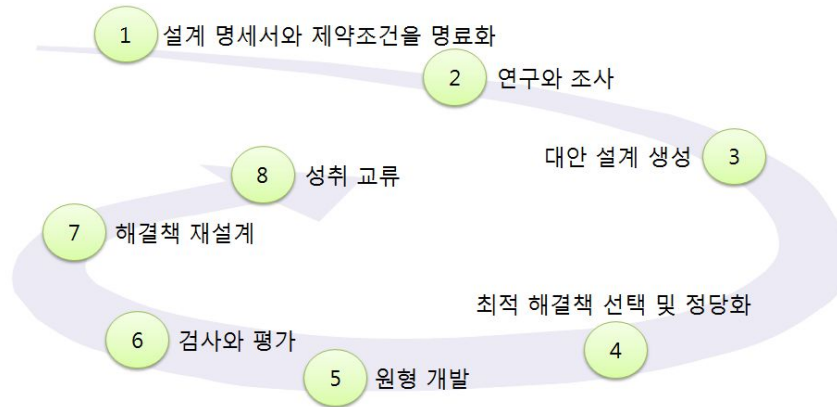 1 설계 명세서와 제약조건을 명료화
2 연구와 조사
대안 설계 생성 3
최적 해결책 선택 및 정당화
4
5 원형 개발
6 검사와 평가
7 해결책 재설계
8 성취 교류